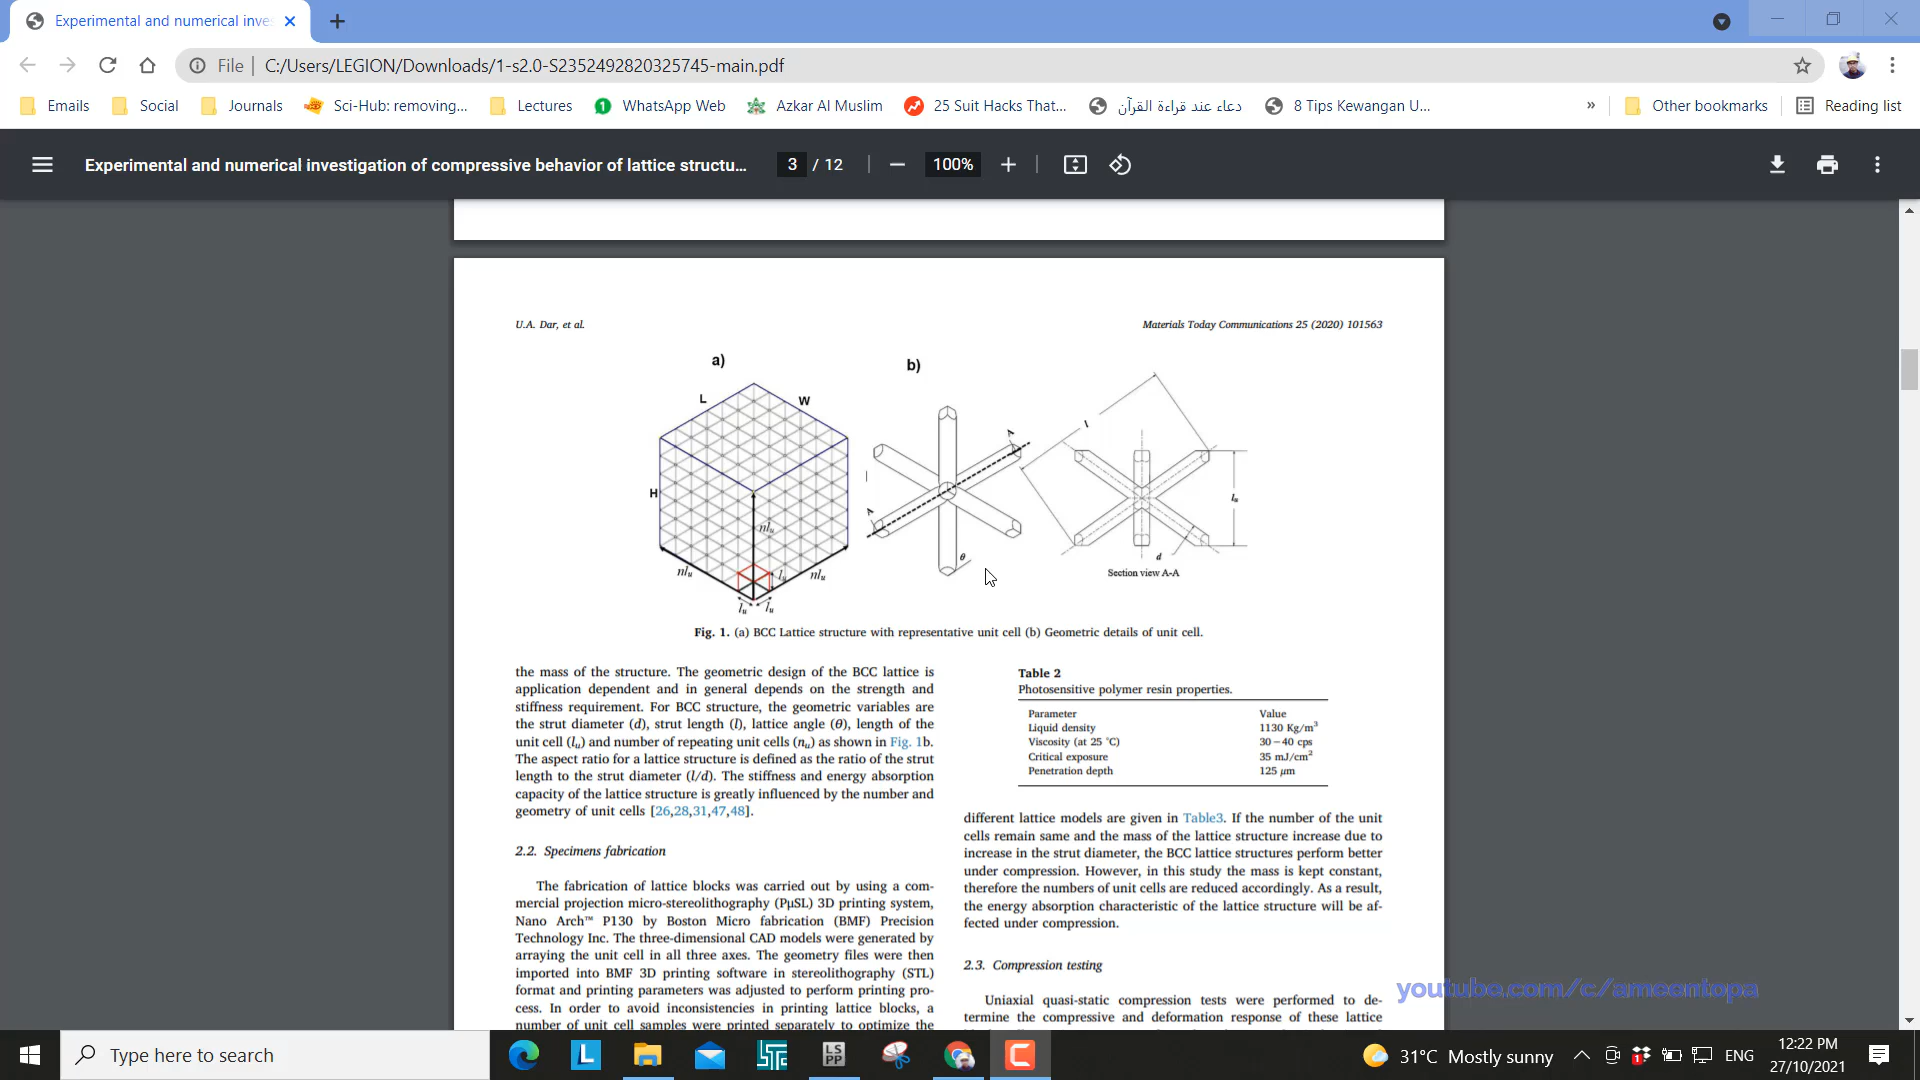 Experimental and numerical inves
File | C:/Users/LEGION/Downloads/1-s2.0-S2352492820325745-main.pdf
Emails Social Journals Sci-Hub: removing... Lectures WhatsApp Web Azkar Al Muslim 25 Suit Hacks That... دعاء عند قراءة القرآن 8 Tips Kewangan U... » Other bookmarks Reading list
Experimental and numerical investigation of compressive behavior of lattice structu... 3 / 12 100%
U.A. Dar, et al. Materials Today Communications 25 (2020) 101563
a) b)
L W l
A
H lu
nlu A
θ d
nlu lu nlu Section view A-A
lu lu
Fig. 1. (a) BCC Lattice structure with representative unit cell (b) Geometric details of unit cell.
the mass of the structure. The geometric design of the BCC lattice is
application dependent and in general depends on the strength and
stiffness requirement. For BCC structure, the geometric variables are
the strut diameter (d), strut length (l), lattice angle (θ), length of the
unit cell (lu) and number of repeating unit cells (nu) as shown in Fig. 1b.
The aspect ratio for a lattice structure is defined as the ratio of the strut
length to the strut diameter (l/d). The stiffness and energy absorption
capacity of the lattice structure is greatly influenced by the number and
geometry of unit cells [26,28,31,47,48].
2.2. Specimens fabrication
The fabrication of lattice blocks was carried out by using a com-
mercial projection micro-stereolithography (PμSL) 3D printing system,
Nano Arch™ P130 by Boston Micro fabrication (BMF) Precision
Technology Inc. The three-dimensional CAD models were generated by
arraying the unit cell in all three axes. The geometry files were then
imported into BMF 3D printing software in stereolithography (STL)
format and printing parameters was adjusted to perform printing pro-
cess. In order to avoid inconsistencies in printing lattice blocks, a
number of unit cell samples were printed separately to optimize the
Table 2
Photosensitive polymer resin properties.
Parameter Value
Liquid density 1130 Kg/m³
Viscosity (at 25 °C) 30−40 cps
Critical exposure 35 mJ/cm²
Penetration depth 125 μm
different lattice models are given in Table3. If the number of the unit
cells remain same and the mass of the lattice structure increase due to
increase in the strut diameter, the BCC lattice structures perform better
under compression. However, in this study the mass is kept constant,
therefore the numbers of unit cells are reduced accordingly. As a result,
the energy absorption characteristic of the lattice structure will be af-
fected under compression.
2.3. Compression testing
Uniaxial quasi-static compression tests were performed to de-
termine the compressive and deformation response of these lattice
youtube.com/c/ameentopa
Type here to search L LS PP 31°C Mostly sunny ENG 12:22 PM
27/10/2021